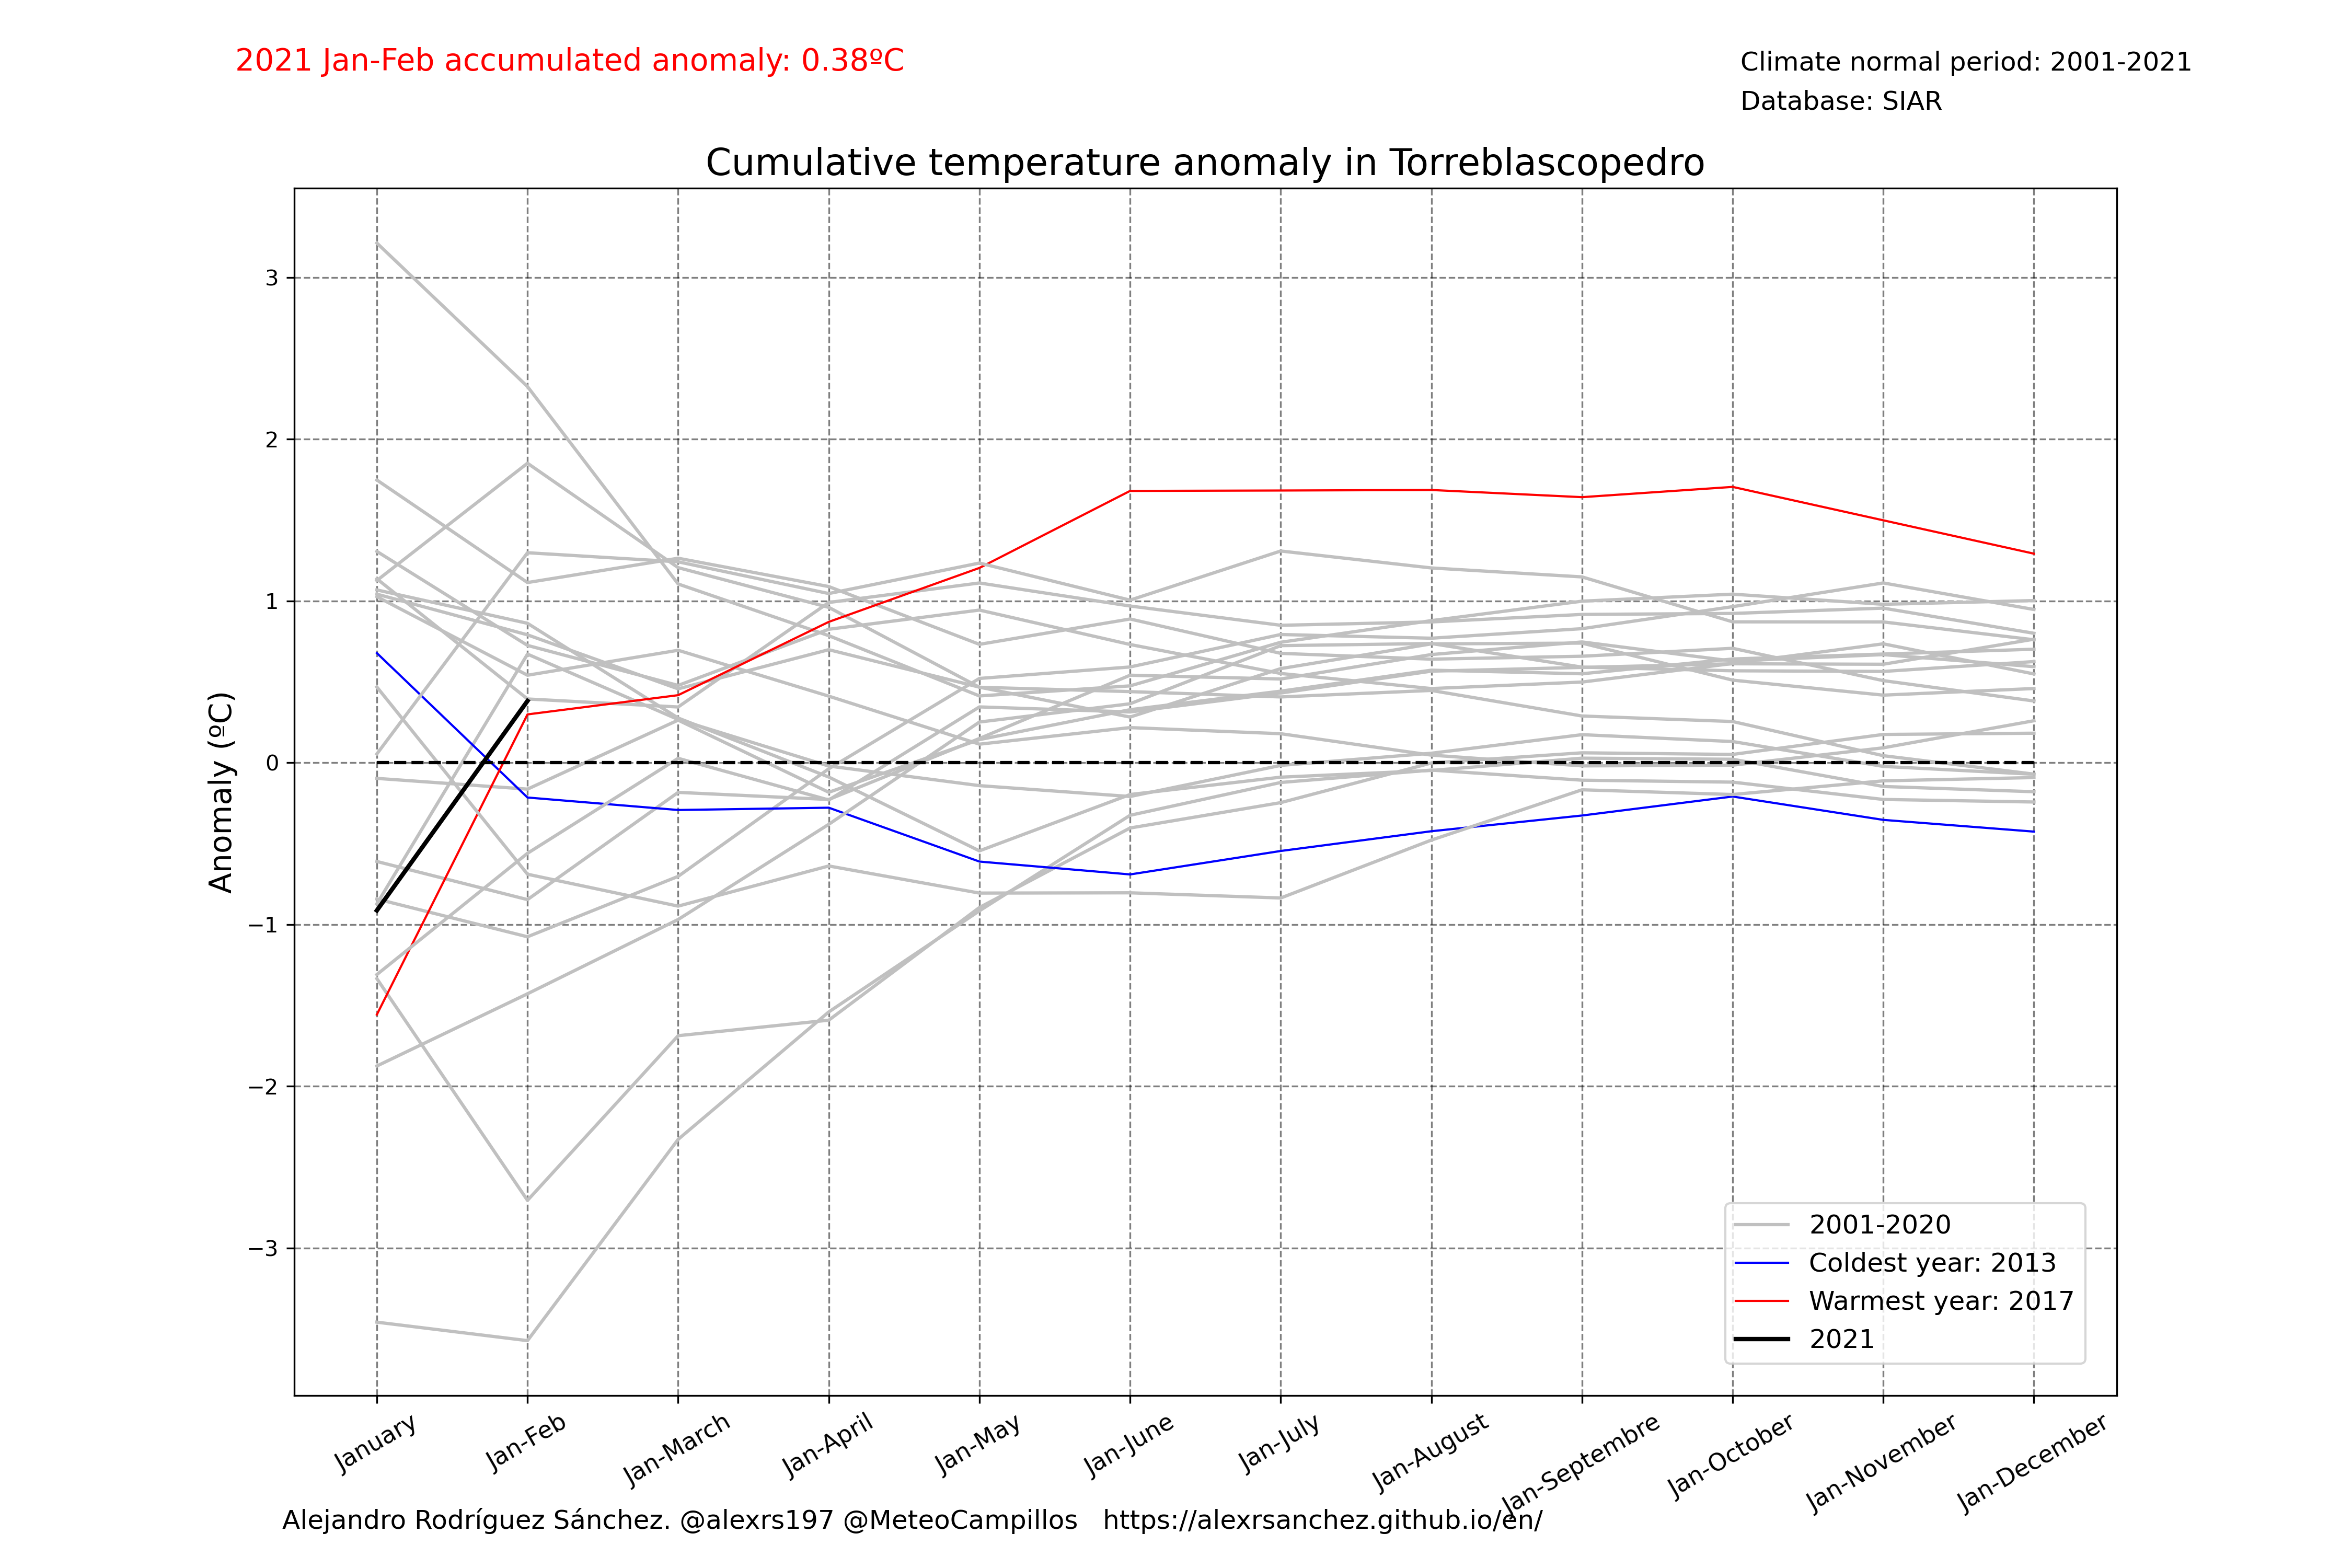 2021 Jan-Feb accumulated anomaly: 0.38ºC
Climate normal period: 2001-2021
Database: SIAR
Cumulative temperature anomaly in Torreblascopedro
Anomaly (ºC)
3
2
1
0
−1
−2
−3
2001-2020
Coldest year: 2013
Warmest year: 2017
2021
January
Jan-Feb
Jan-March
Jan-April
Jan-May
Jan-June
Jan-July
Jan-August
Jan-Septembre
Jan-October
Jan-November
Jan-December
Alejandro Rodríguez Sánchez. @alexrs197 @MeteoCampillos   https://alexrsanchez.github.io/en/